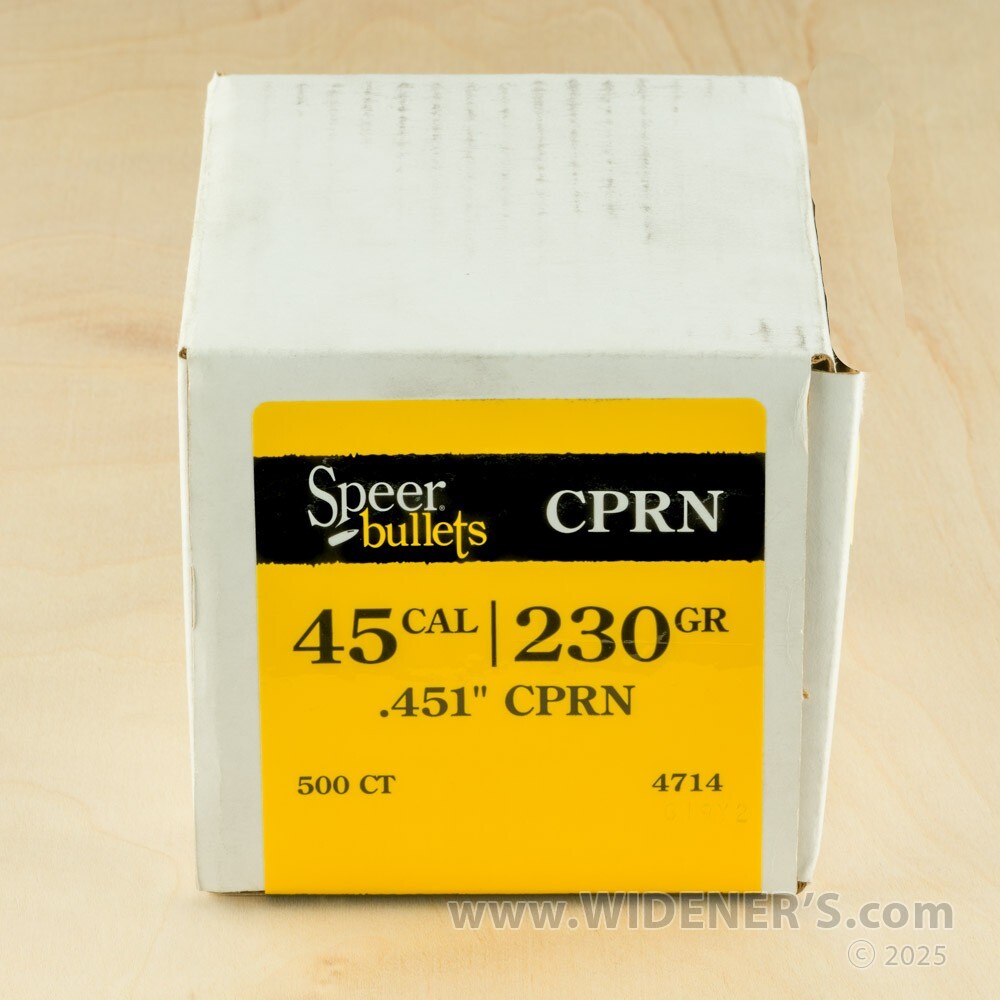 Speer®
bullets
CPRN
45 CAL | 230 GR
.451" CPRN
500 CT 4714
www.WIDENER'S.com
© 2025